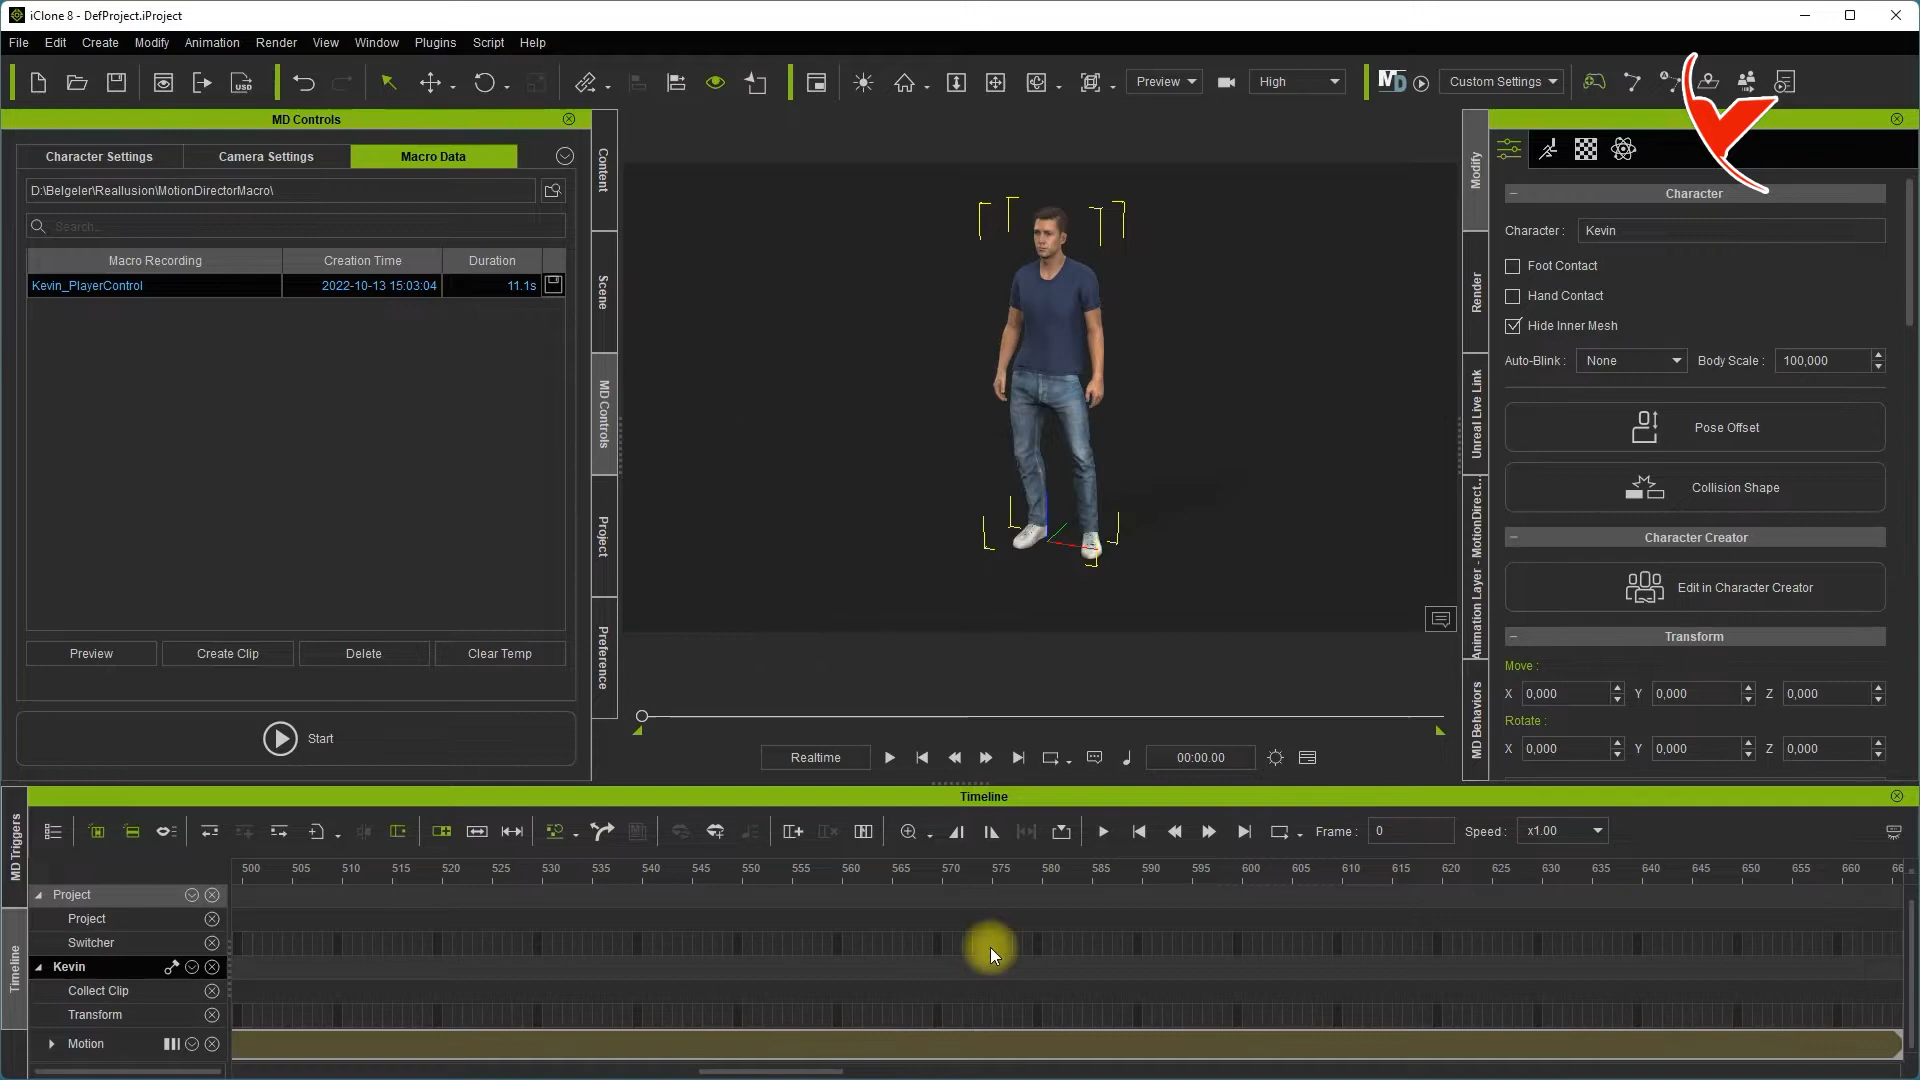 iClone 8 - DefProject.iProject
File Edit Create Modify Animation Render View Window Plugins Script Help
USD Preview High MD Custom Settings
MD Controls
Character Settings Camera Settings Macro Data
D:\Belgeler\Reallusion\MotionDirectorMacro\
Search...
Macro Recording Creation Time Duration
Kevin_PlayerControl 2022-10-13 15:03:04 11.1s
Preview Create Clip Delete Clear Temp
Start
Content
Scene
MD Controls
Project
Preference
Realtime 00:00.00
Modify
Render
Unreal Live Link
Animation Layer - MotionDirect...
MD Behaviors
Character
Character : Kevin
Foot Contact
Hand Contact
Hide Inner Mesh
Auto-Blink : None Body Scale : 100,000
Pose Offset
Collision Shape
Character Creator
Edit in Character Creator
Transform
Move :
X 0,000 Y 0,000 Z 0,000
Rotate :
X 0,000 Y 0,000 Z 0,000
Timeline
MD Triggers
Timeline
Frame : 0 Speed : x1.00
500 505 510 515 520 525 530 535 540 545 550 555 560 565 570 575 580 585 590 595 600 605 610 615 620 625 630 635 640 645 650 655 660 66
Project
Project
Switcher
Kevin
Collect Clip
Transform
Motion